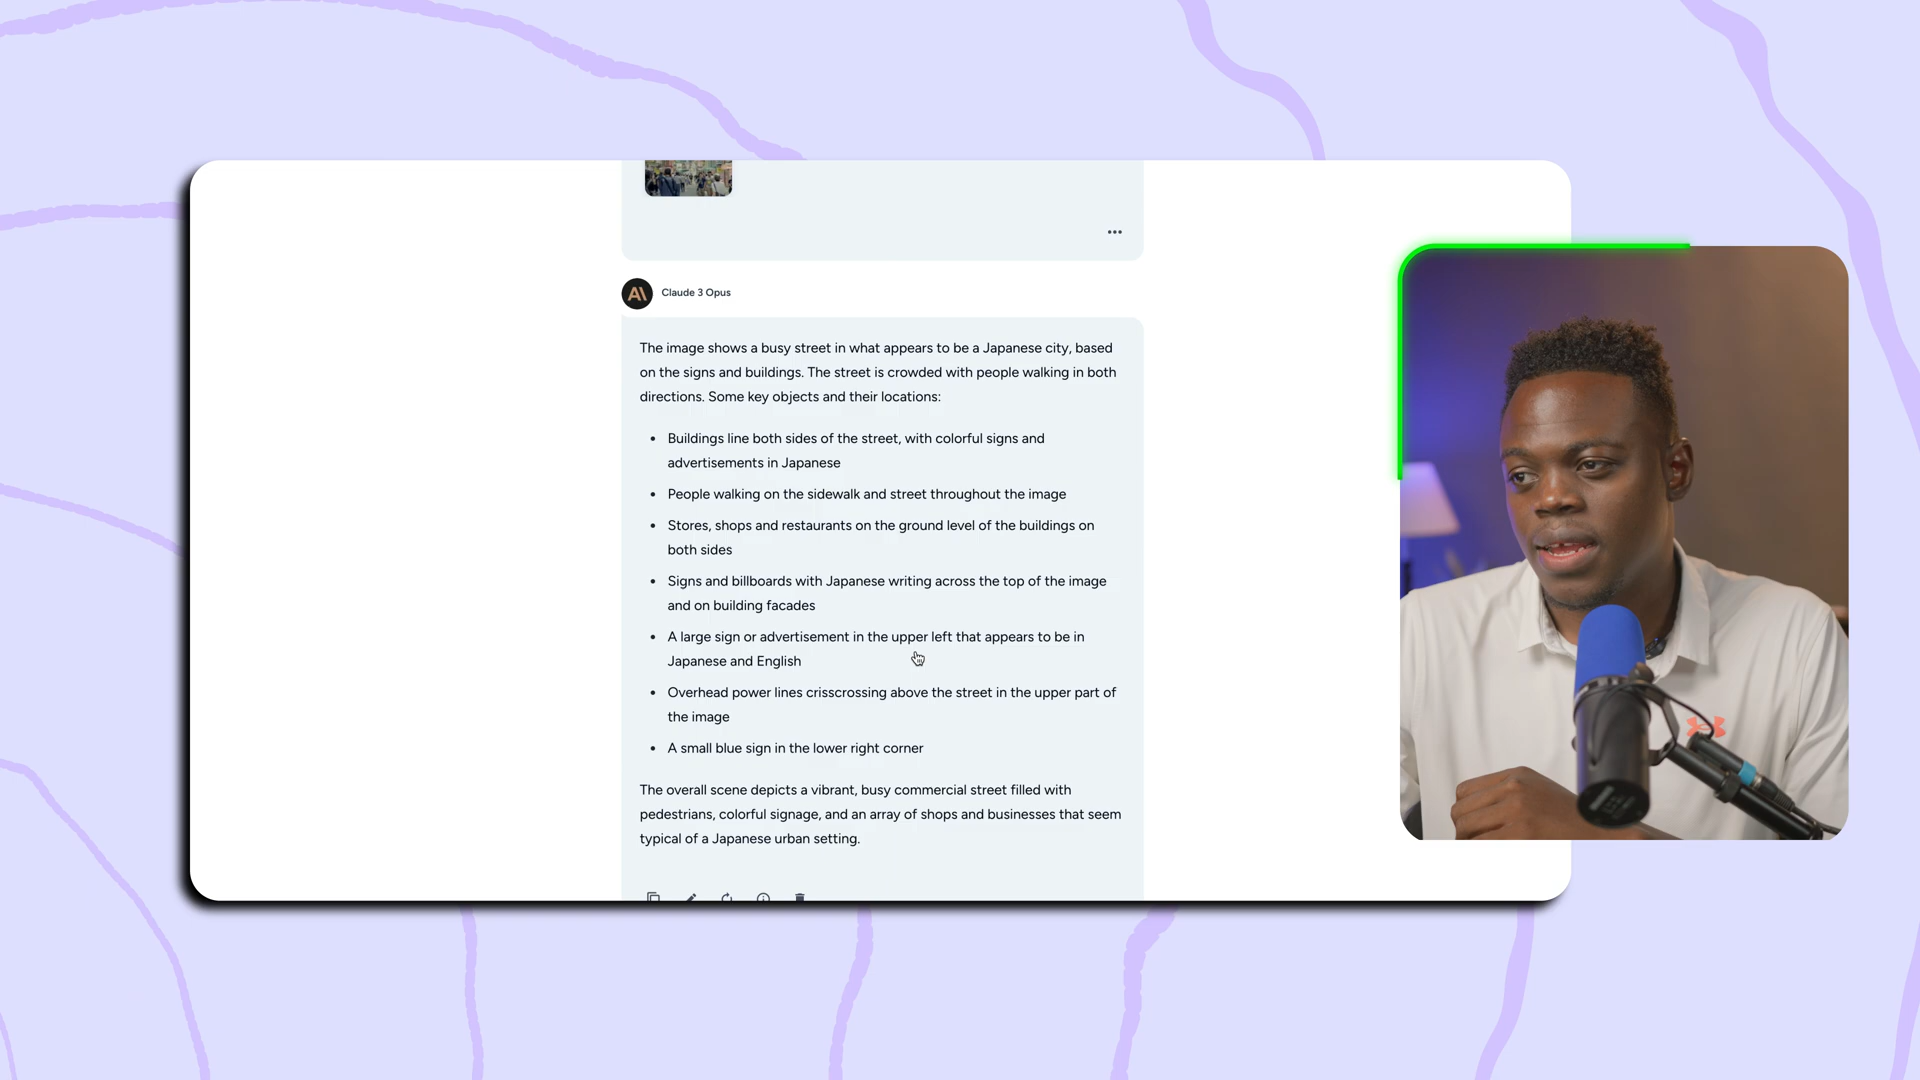 Claude 3 Opus
The image shows a busy street in what appears to be a Japanese city, based
on the signs and buildings. The street is crowded with people walking in both
directions. Some key objects and their locations:
• Buildings line both sides of the street, with colorful signs and
advertisements in Japanese
• People walking on the sidewalk and street throughout the image
• Stores, shops and restaurants on the ground level of the buildings on
both sides
• Signs and billboards with Japanese writing across the top of the image
and on building facades
• A large sign or advertisement in the upper left that appears to be in
Japanese and English
• Overhead power lines crisscrossing above the street in the upper part of
the image
• A small blue sign in the lower right corner
The overall scene depicts a vibrant, busy commercial street filled with
pedestrians, colorful signage, and an array of shops and businesses that seem
typical of a Japanese urban setting.